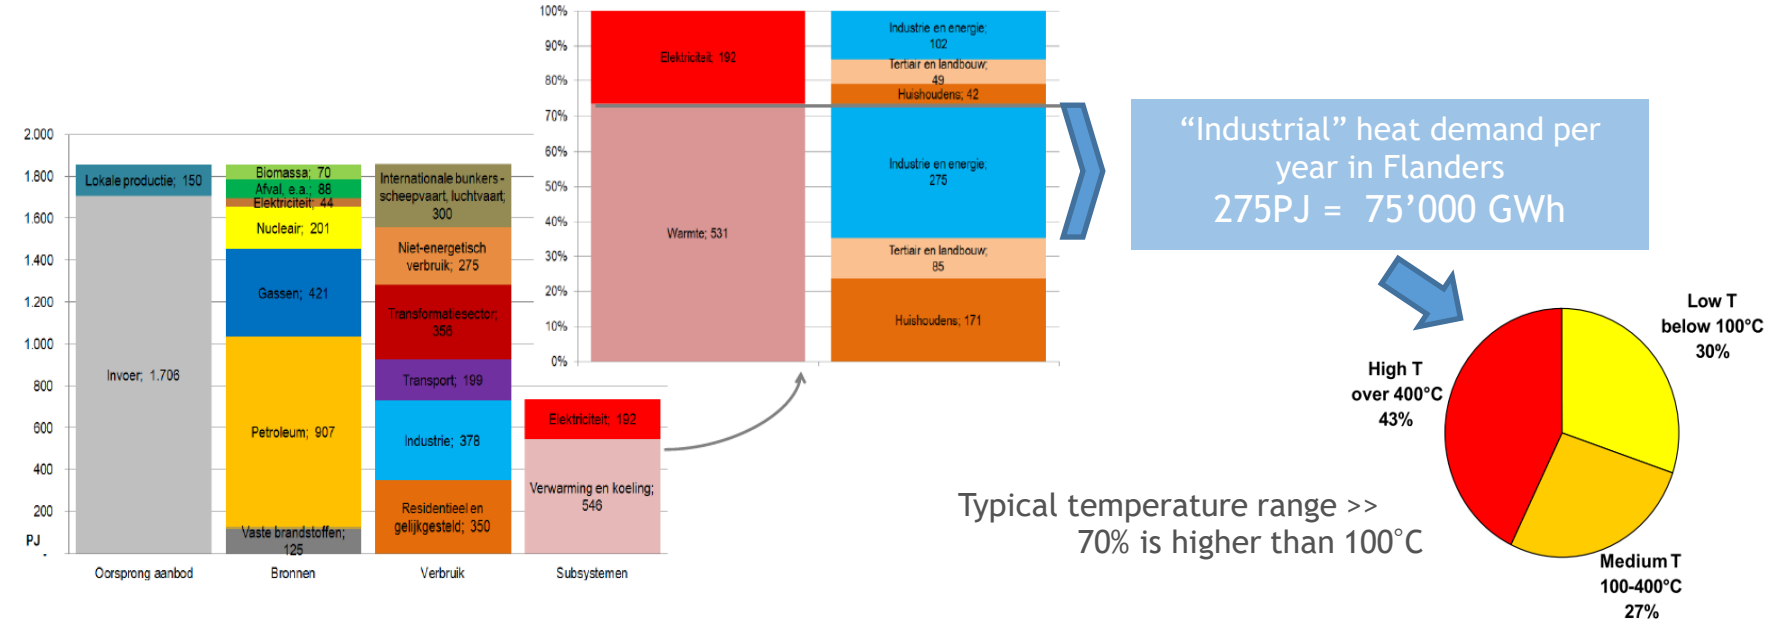 100%
90%
80%
70%
60%
50%
40%
30%
20%
10%
0%
Elektriciteit; 192
Warmte; 531
Industrie en energie;
102
Tertiair en landbouw;
49
Huishoudens; 42
Industrie en energie;
275
Tertiair en landbouw;
85
Huishoudens; 171
“Industrial” heat demand per
year in Flanders
275PJ = 75’000 GWh
2.000
1.800
1.600
1.400
1.200
1.000
800
600
400
200
PJ
-
Lokale productie; 150
Invoer; 1.706
Oorsprong aanbod
Biomassa; 70
Afval, e.a.; 88
Elektriciteit; 44
Nucleair; 201
Gassen; 421
Petroleum; 907
Vaste brandstoffen;
125
Bronnen
Internationale bunkers -
scheepvaart, luchtvaart;
300
Niet-energetisch
verbruik; 275
Transformatiesector;
356
Transport; 199
Industrie; 378
Residentieel en
gelijkgesteld; 350
Verbruik
Elektriciteit; 192
Verwarming en koeling;
546
Subsystemen
Typical temperature range >>
70% is higher than 100°C
Low T
below 100°C
30%
High T
over 400°C
43%
Medium T
100-400°C
27%